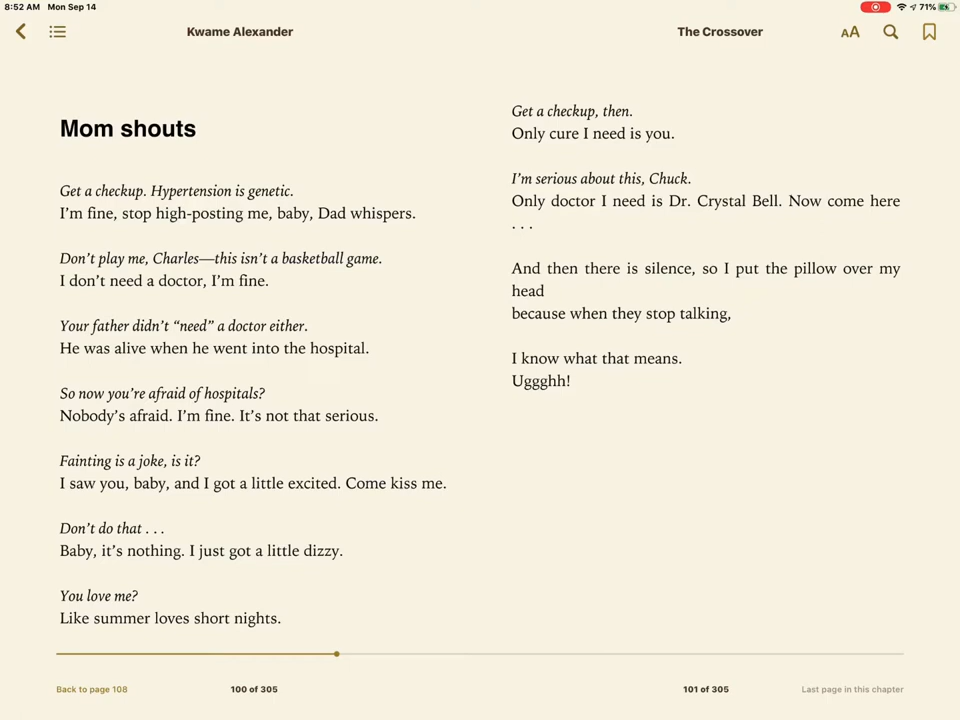 8:52 AM Mon Sep 14
71%
Kwame Alexander
The Crossover
AA
Mom shouts
Get a checkup. Hypertension is genetic.
I'm fine, stop high-posting me, baby, Dad whispers.
Don't play me, Charles—this isn't a basketball game.
I don't need a doctor, I'm fine.
Your father didn't “need” a doctor either.
He was alive when he went into the hospital.
So now you're afraid of hospitals?
Nobody's afraid. I'm fine. It's not that serious.
Fainting is a joke, is it?
I saw you, baby, and I got a little excited. Come kiss me.
Don't do that . . .
Baby, it's nothing. I just got a little dizzy.
You love me?
Like summer loves short nights.
Get a checkup, then.
Only cure I need is you.
I'm serious about this, Chuck.
Only doctor I need is Dr. Crystal Bell. Now come here
. . .
And then there is silence, so I put the pillow over my
head
because when they stop talking,
I know what that means.
Uggghh!
Back to page 108
100 of 305
101 of 305
Last page in this chapter